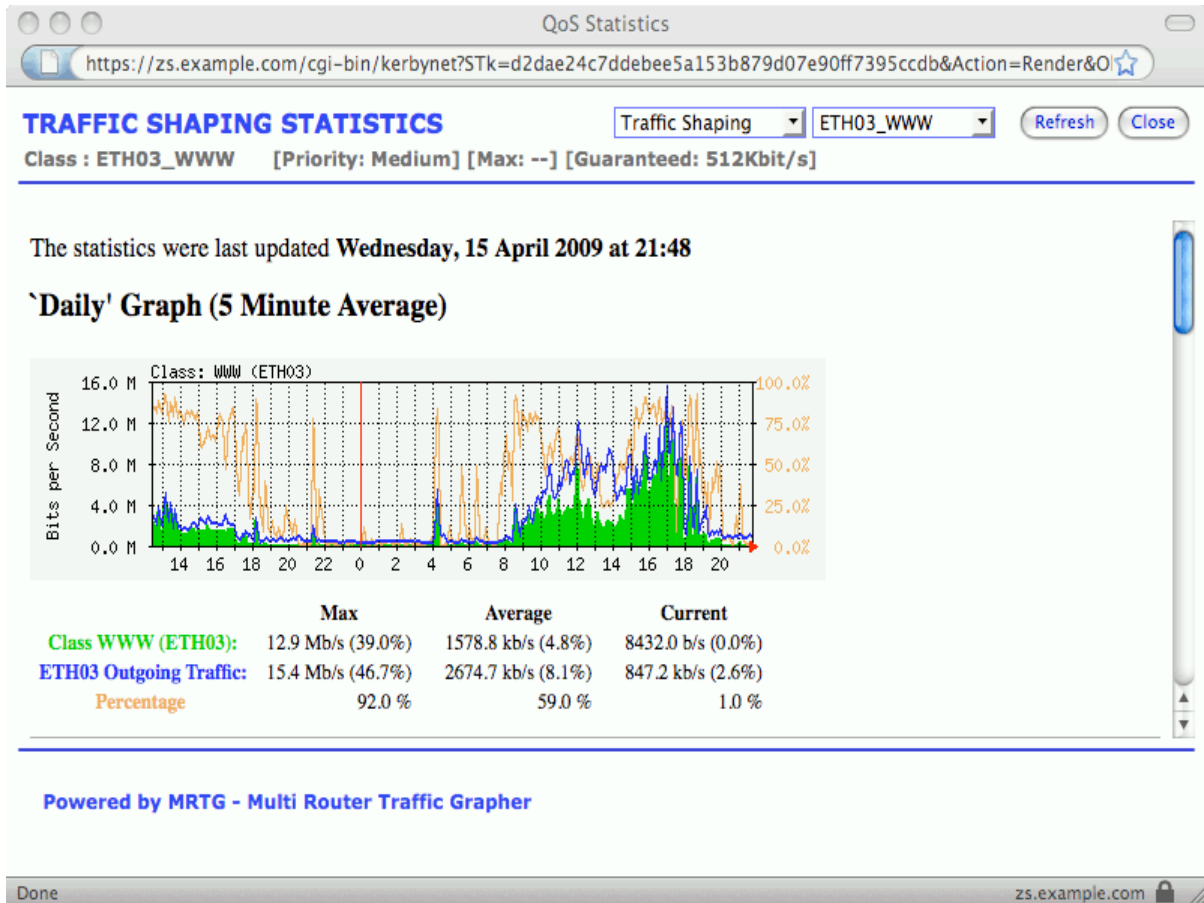 QoS Statistics
https://zs.example.com/cgi-bin/kerbynet?STk=d2dae24c7ddebee5a153b879d07e90ff7395ccdb&Action=Render&O
TRAFFIC SHAPING STATISTICS
Traffic Shaping
ETH03_WWW
Refresh
Close
Class : ETH03_WWW [Priority: Medium] [Max: --] [Guaranteed: 512Kbit/s]
The statistics were last updated Wednesday, 15 April 2009 at 21:48
`Daily' Graph (5 Minute Average)
Class: WWW (ETH03)
Bits per Second
16.0 M
12.0 M
8.0 M
4.0 M
0.0 M
100.0%
75.0%
50.0%
25.0%
0.0%
14 16 18 20 22 0 2 4 6 8 10 12 14 16 18 20
Max Average Current
Class WWW (ETH03): 12.9 Mb/s (39.0%) 1578.8 kb/s (4.8%) 8432.0 b/s (0.0%)
ETH03 Outgoing Traffic: 15.4 Mb/s (46.7%) 2674.7 kb/s (8.1%) 847.2 kb/s (2.6%)
Percentage 92.0 % 59.0 % 1.0 %
Powered by MRTG - Multi Router Traffic Grapher
Done
zs.example.com